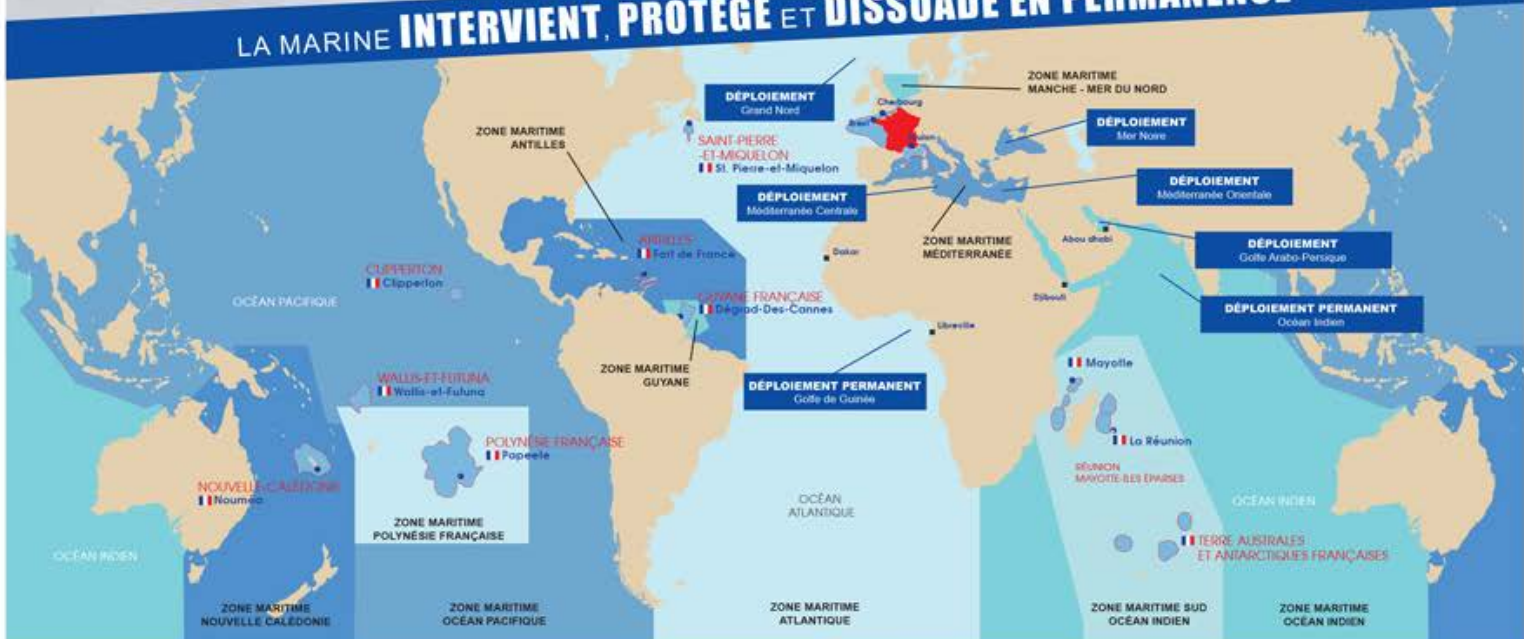 LA MARINE INTERVIENT, PROTÈGE ET DISSUADE EN PERMANENCE
ZONE MARITIME
MANCHE - MER DU NORD
DÉPLOIEMENT
Grand Nord
Cherbourg
Brest
Toulon
ZONE MARITIME
ANTILLES
SAINT-PIERRE
-ET-MIQUELON
St. Pierre-et-Miquelon
DÉPLOIEMENT
Mer Noire
DÉPLOIEMENT
Méditerranée Centrale
DÉPLOIEMENT
Méditerranée Orientale
ZONE MARITIME
MÉDITERRANÉE
Abou dhabi
DÉPLOIEMENT
Golfe Arabo-Persique
ANTILLES
Fort de France
Dakar
CLIPPERTON
Clipperton
OCÉAN PACIFIQUE
GUYANE FRANÇAISE
Dégrad-Des-Cannes
Djibouti
DÉPLOIEMENT PERMANENT
Océan Indien
Libreville
ZONE MARITIME
GUYANE
DÉPLOIEMENT PERMANENT
Golfe de Guinée
Mayotte
WALLIS-ET-FUTUNA
Wallis-et-Futuna
POLYNÉSIE FRANÇAISE
Papeete
La Réunion
RÉUNION
MAYOTTE-ILES ÉPARSES
NOUVELLE-CALÉDONIE
Nouméa
OCÉAN
ATLANTIQUE
OCÉAN INDIEN
ZONE MARITIME
POLYNÉSIE FRANÇAISE
OCÉAN INDIEN
TERRE AUSTRALES
ET ANTARCTIQUES FRANÇAISES
ZONE MARITIME
NOUVELLE CALÉDONIE
ZONE MARITIME
OCÉAN PACIFIQUE
ZONE MARITIME
ATLANTIQUE
ZONE MARITIME SUD
OCÉAN INDIEN
ZONE MARITIME
OCÉAN INDIEN